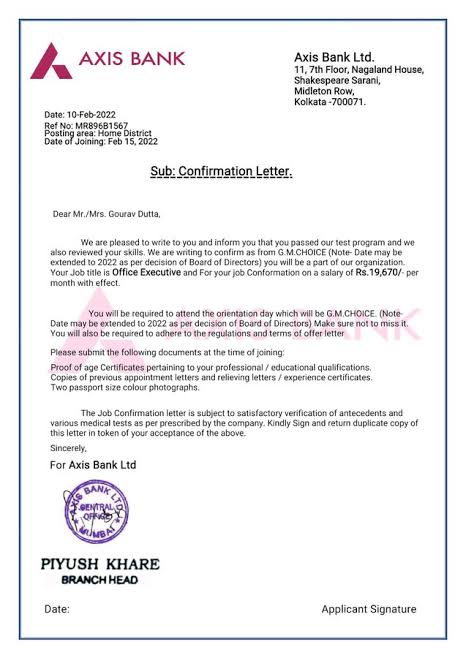 AXIS BANK
Axis Bank Ltd.
11, 7th Floor, Nagaland House,
Shakespeare Sarani,
Midleton Row,
Kolkata -700071.
Date: 10-Feb-2022
Ref No: MR896B1567
Posting area: Home District
Date of Joining: Feb 15, 2022
Sub: Confirmation Letter.
Dear Mr./Mrs. Gourav Dutta,
We are pleased to write to you and inform you that you passed our test program and we
also reviewed your skills. We are writing to confirm as from G.M.CHOICE (Note- Date may be
extended to 2022 as per decision of Board of Directors) you will be a part of our organization.
Your Job title is Office Executive and For your job Conformation on a salary of Rs.19,670/- per
month with effect.
AXIS BANK
You will be required to attend the orientation day which will be G.M.CHOICE. (Note-
Date may be extended to 2022 as per decision of Board of Directors) Make sure not to miss it.
You will also be required to adhere to the regulations and terms of offer letter
Please submit the following documents at the time of joining:
Proof of age Certificates pertaining to your professional / educational qualifications.
Copies of previous appointment letters and relieving letters / experience certificates.
Two passport size colour photographs.
The Job Confirmation letter is subject to satisfactory verification of antecedents and
various medical tests as per prescribed by the company. Kindly Sign and return duplicate copy of
this letter in token of your acceptance of the above.
Sincerely,
For Axis Bank Ltd
AXIS BANK LTD
CENTRAL
OFFICE
MUMBAI
PIYUSH KHARE
BRANCH HEAD
Date:
Applicant Signature